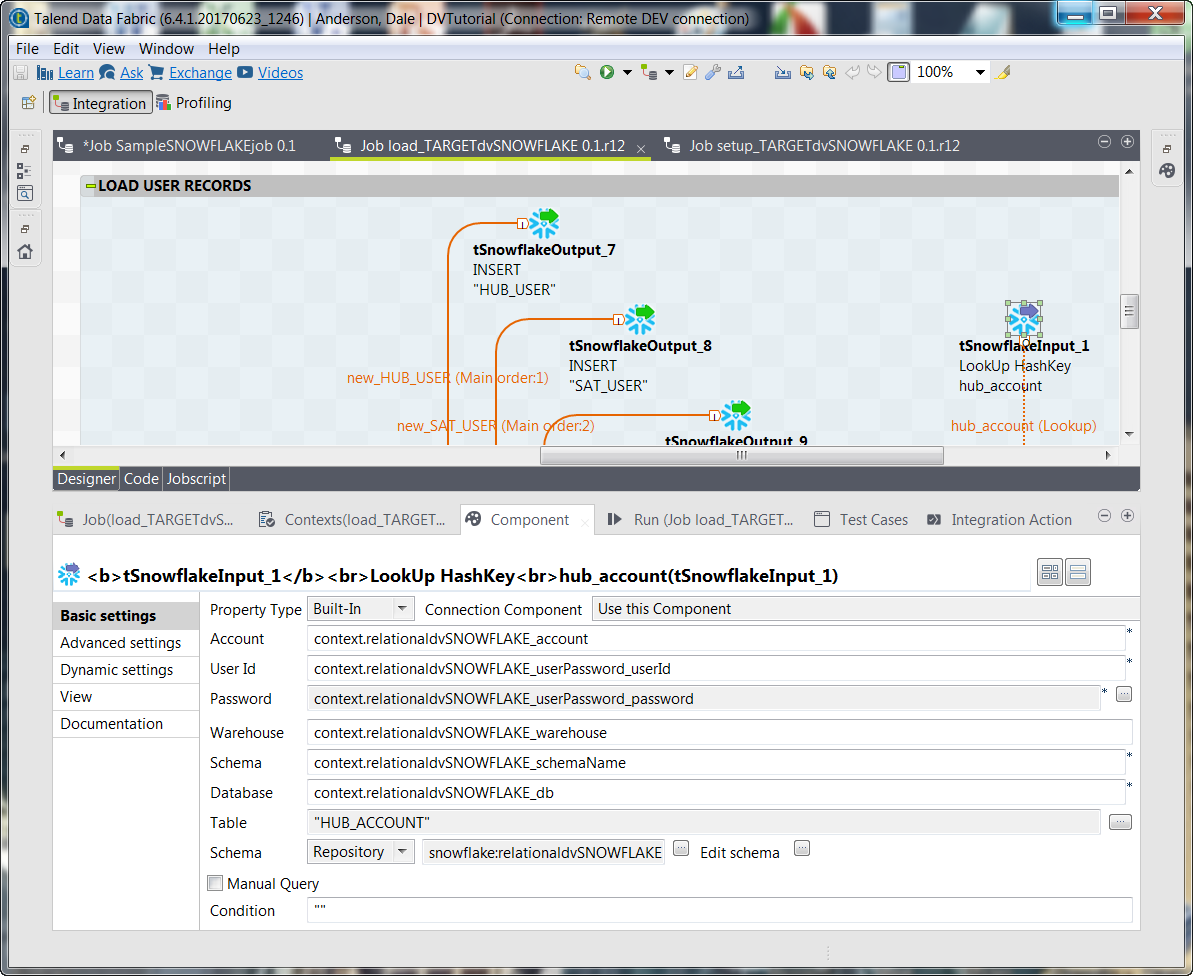 Talend Data Fabric (6.4.1.20170623_1246) | Anderson, Dale | DVTutorial (Connection: Remote DEV connection)
File Edit View Window Help
Learn Ask Exchange Videos 100%
Integration Profiling
*Job SampleSNOWFLAKEjob 0.1 Job load_TARGETdvSNOWFLAKE 0.1.r12 Job setup_TARGETdvSNOWFLAKE 0.1.r12
LOAD USER RECORDS
tSnowflakeOutput_7
INSERT
"HUB_USER"
tSnowflakeOutput_8
INSERT
"SAT_USER"
tSnowflakeInput_1
LookUp HashKey
hub_account
new_HUB_USER (Main order:1)
new_SAT_USER (Main order:2)
hub_account (Lookup)
tSnowflakeOutput_9
Designer Code Jobscript
Job(load_TARGETdvS... Contexts(load_TARGET... Component Run (Job load_TARGET... Test Cases Integration Action
<b>tSnowflakeInput_1</b><br>LookUp HashKey<br>hub_account(tSnowflakeInput_1)
Basic settings
Advanced settings
Dynamic settings
View
Documentation
Property Type Built-In Connection Component Use this Component
Account context.relationaldvSNOWFLAKE_account *
User Id context.relationaldvSNOWFLAKE_userPassword_userId *
Password context.relationaldvSNOWFLAKE_userPassword_password * ...
Warehouse context.relationaldvSNOWFLAKE_warehouse
Schema context.relationaldvSNOWFLAKE_schemaName *
Database context.relationaldvSNOWFLAKE_db *
Table "HUB_ACCOUNT" ...
Schema Repository snowflake:relationaldvSNOWFLAKE ... Edit schema ...
Manual Query
Condition ""